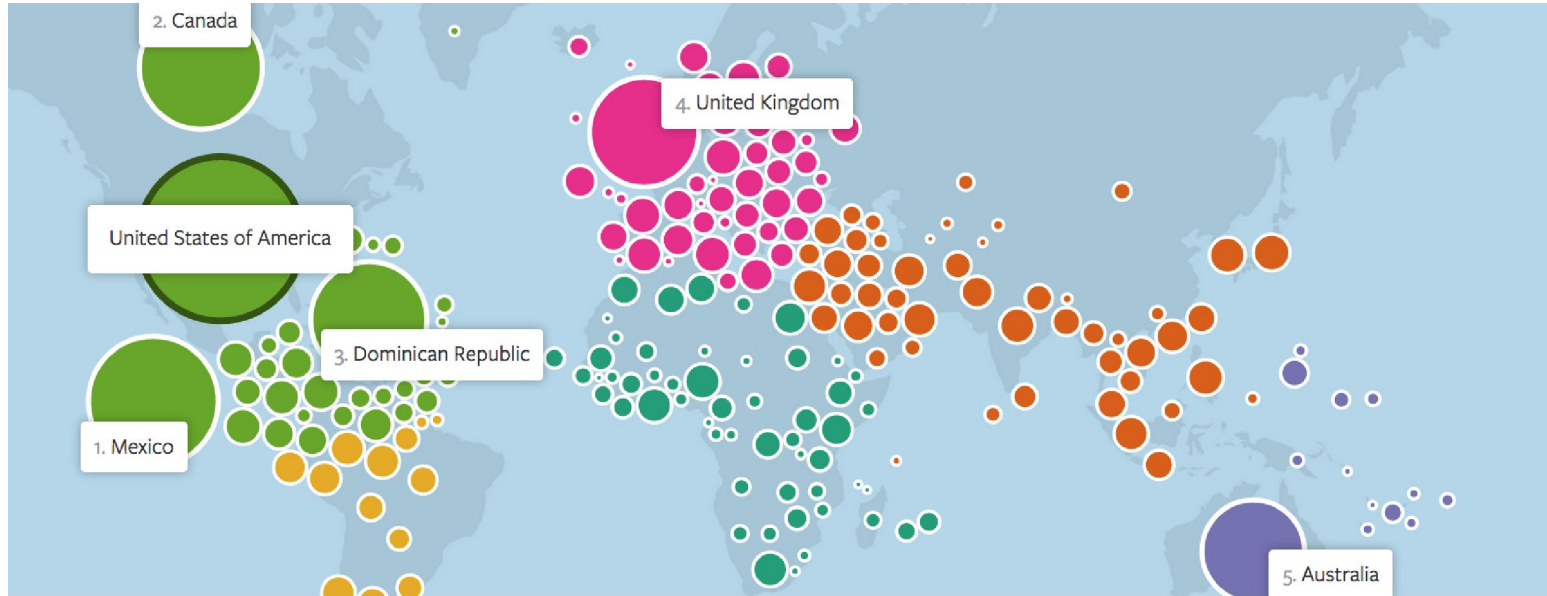 2. Canada
4. United Kingdom
United States of America
3. Dominican Republic
1. Mexico
5. Australia